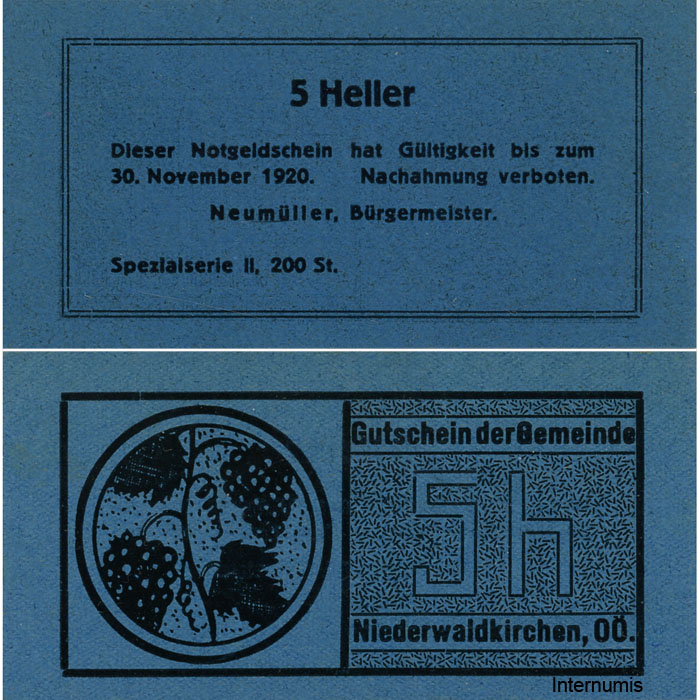 5 Heller
Dieser Notgeldschein hat Gültigkeit bis zum
30. November 1920. Nachahmung verboten.
Neumüller, Bürgermeister.
Spezialserie II, 200 St.
Gutschein der Gemeinde
5 h
Niederwaldkirchen, OÖ.
Internumis